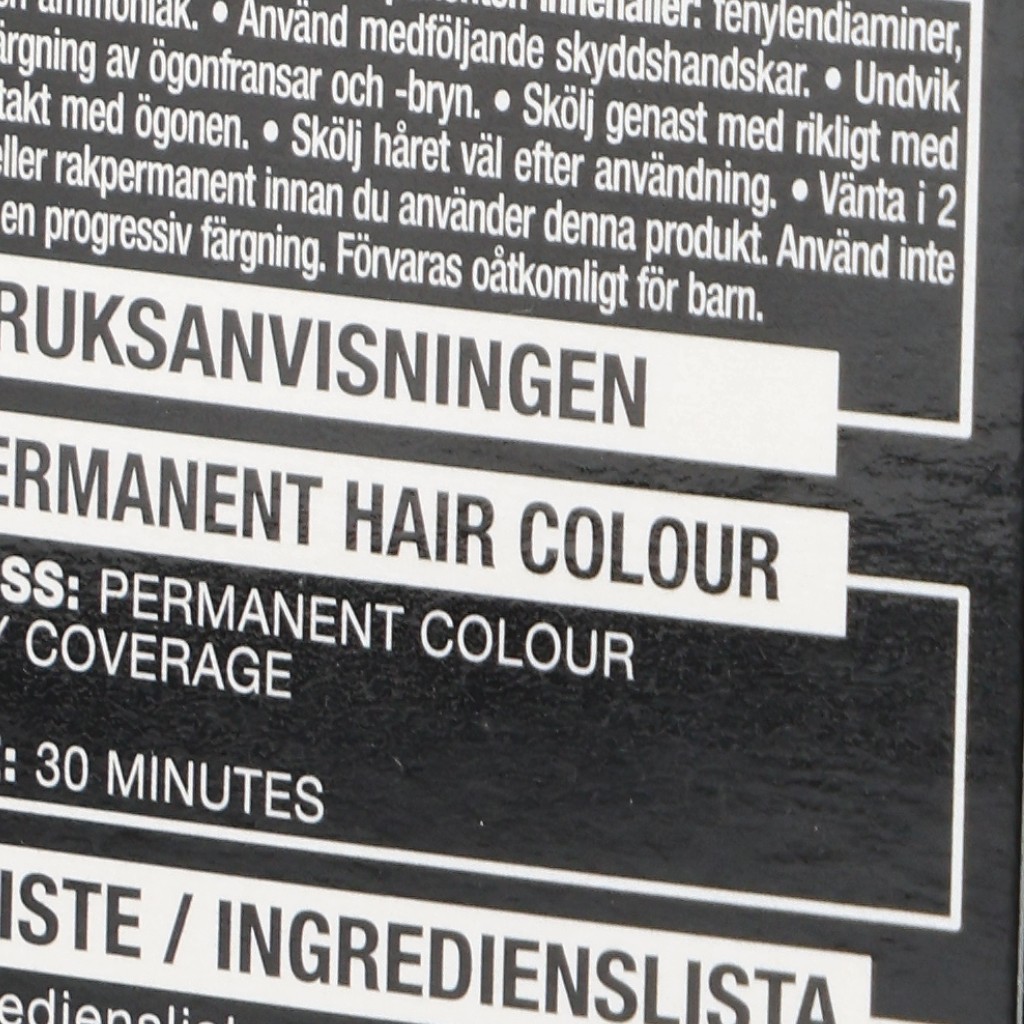 ammoniak. • Använd medföljande skyddshandskar. • Undvik
innehåller: fenylendiaminer,
av ögonfransar och -bryn. • Skölj genast med rikligt med
med ögonen. • Skölj håret väl efter användning. • Vänta i 2
eller rakpermanent innan du använder denna produkt. Använd inte
en progressiv färgning. Förvaras oåtkomligt för barn.
RUKSANVISNINGEN
ERMANENT HAIR COLOUR
SS: PERMANENT COLOUR
COVERAGE
: 30 MINUTES
ISTE / INGREDIENSLISTA